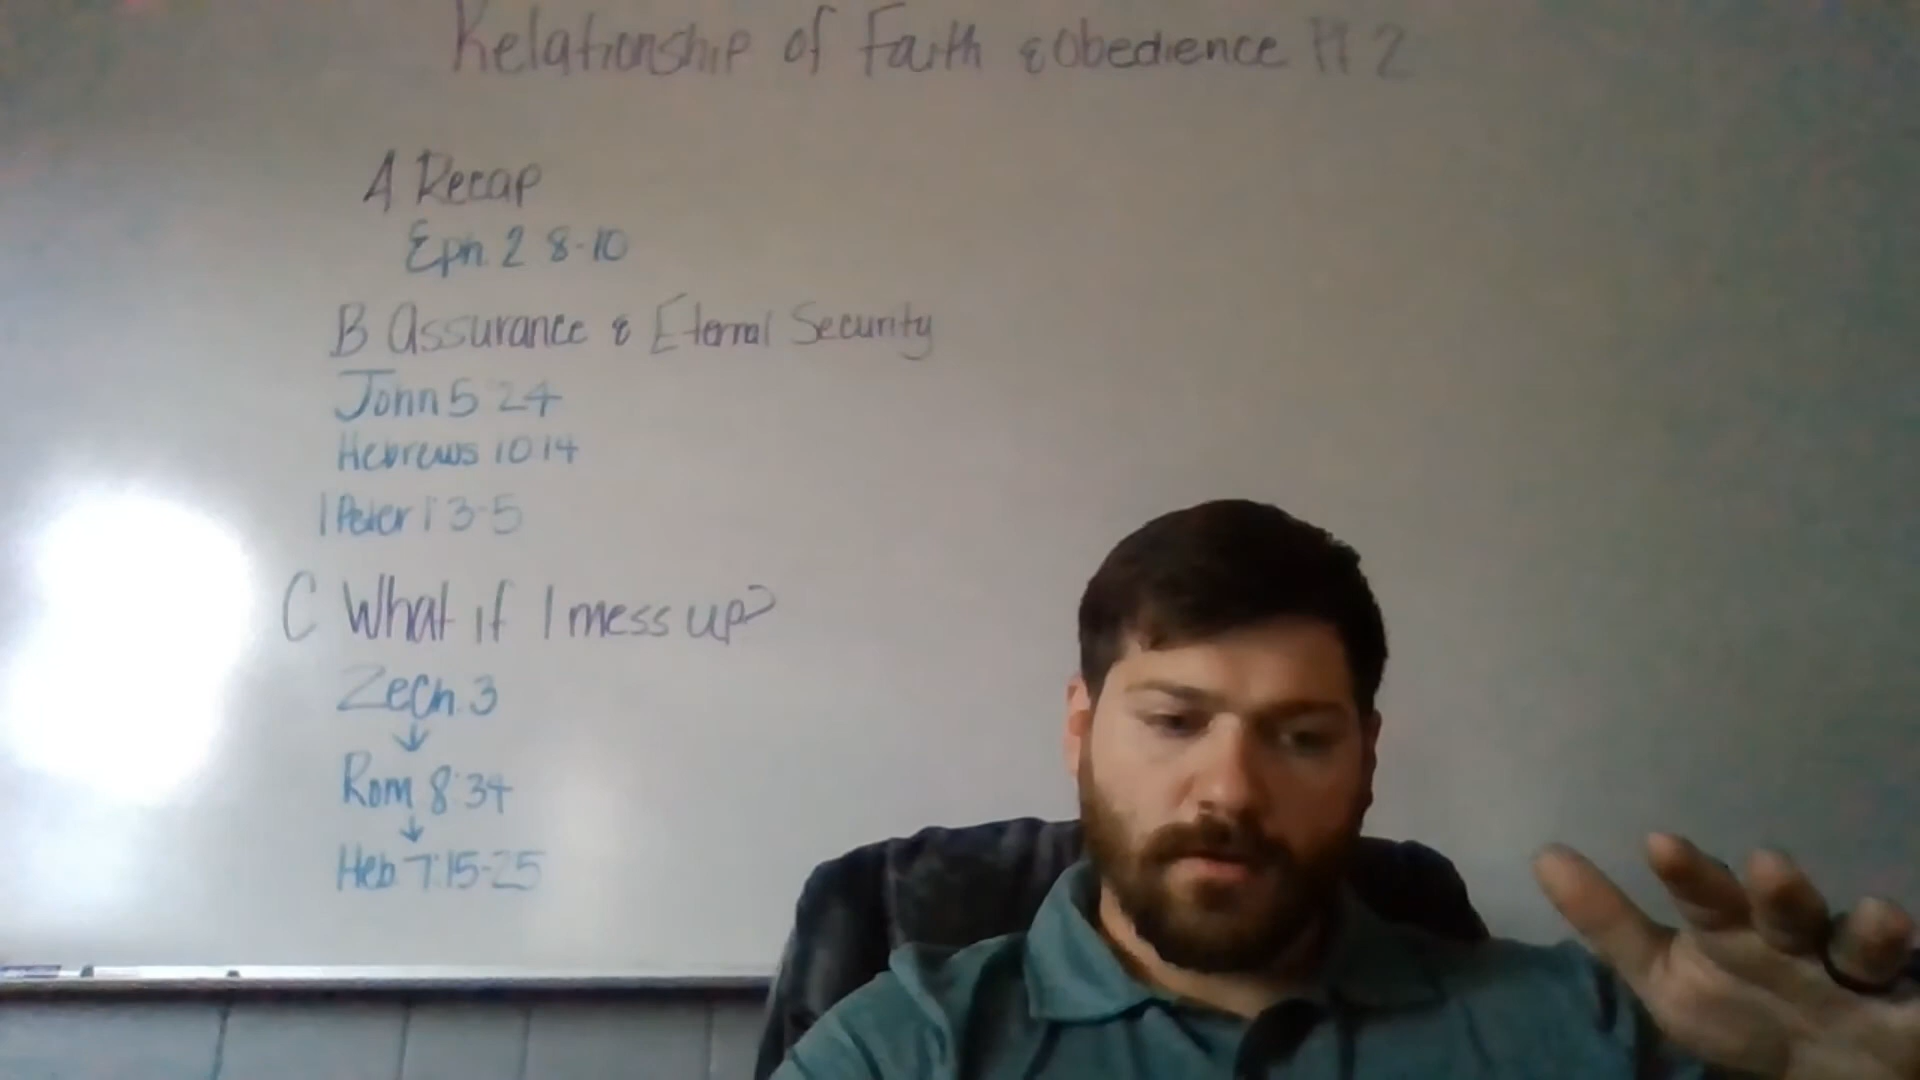 Relationship of Faith & Obedience Pt 2
A Recap
Eph. 2 8-10
B Assurance & Eternal Security
John 5 24
Hebrews 10 14
1 Peter 1 3-5
C What if I mess up?
Zech. 3
↓
Rom 8:34
↓
Heb 7:15-25